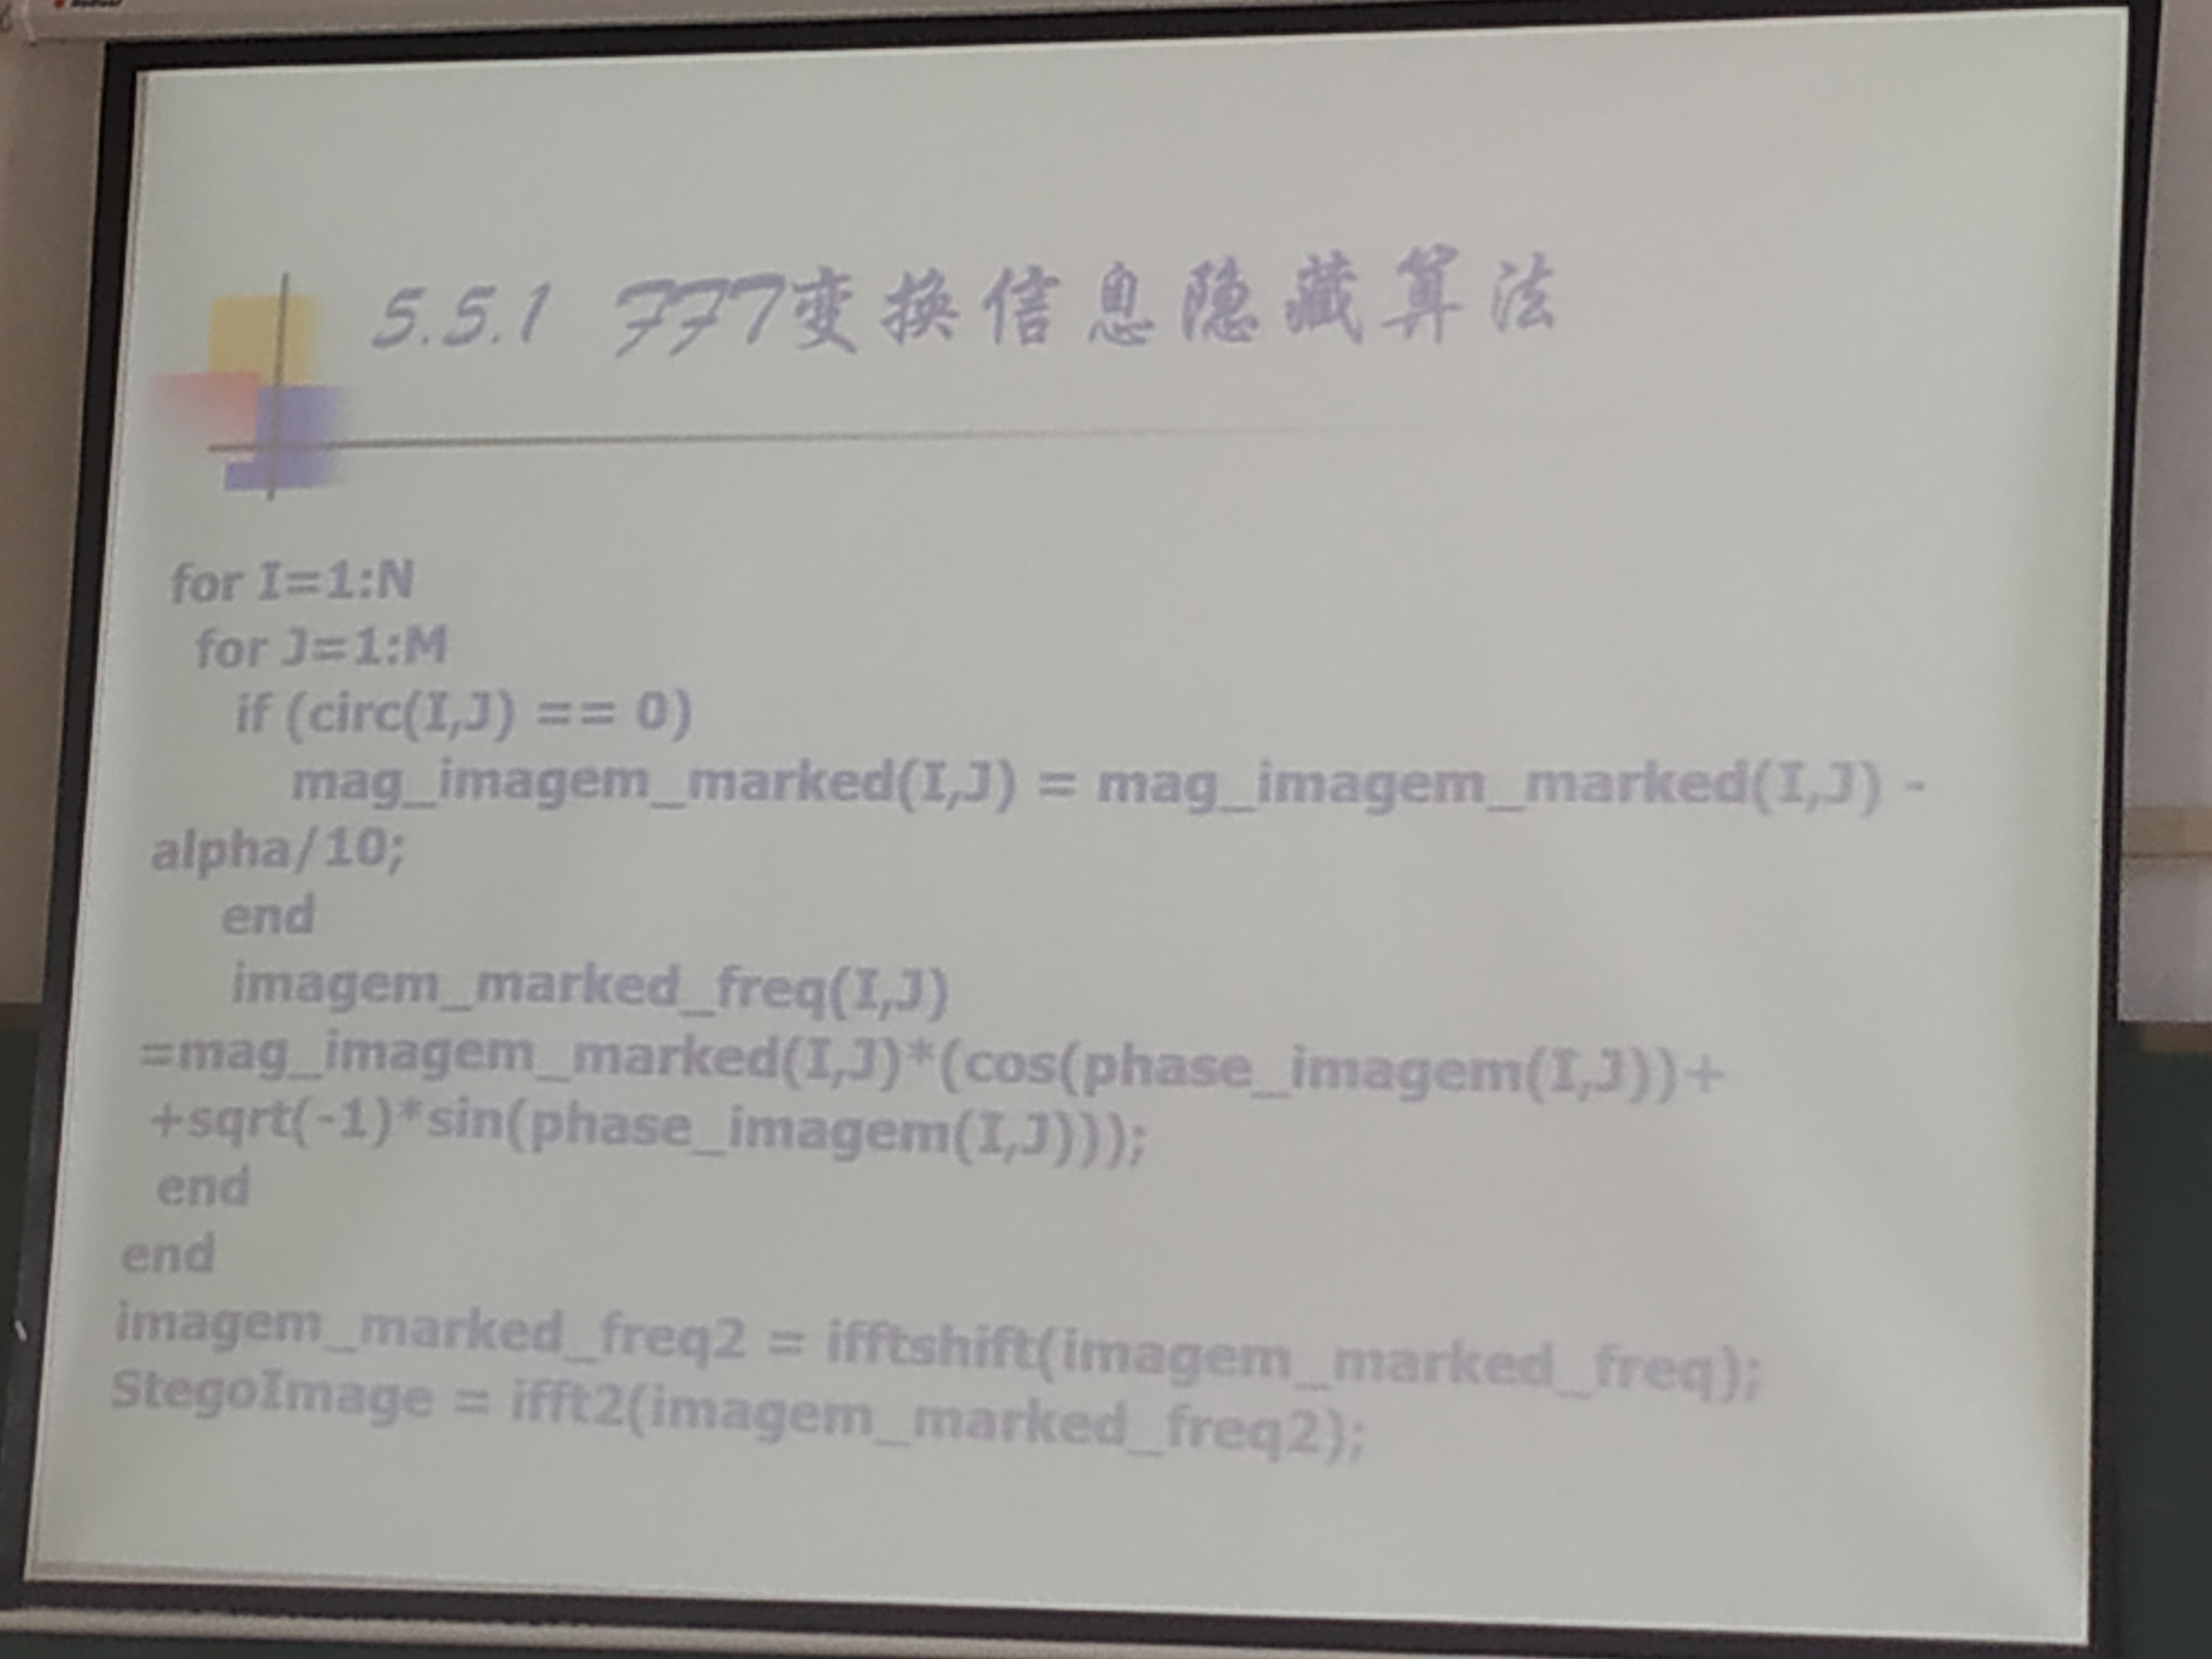 5.5.1 FFT变换信息隐藏算法
for I=1:N
for J=1:M
if (circ(I,J) == 0)
mag_imagem_marked(I,J) = mag_imagem_marked(I,J) -
alpha/10;
end
imagem_marked_freq(I,J)
=mag_imagem_marked(I,J)*(cos(phase_imagem(I,J))+
+sqrt(-1)*sin(phase_imagem(I,J)));
end
end
imagem_marked_freq2 = ifftshift(imagem_marked_freq);
StegoImage = ifft2(imagem_marked_freq2);